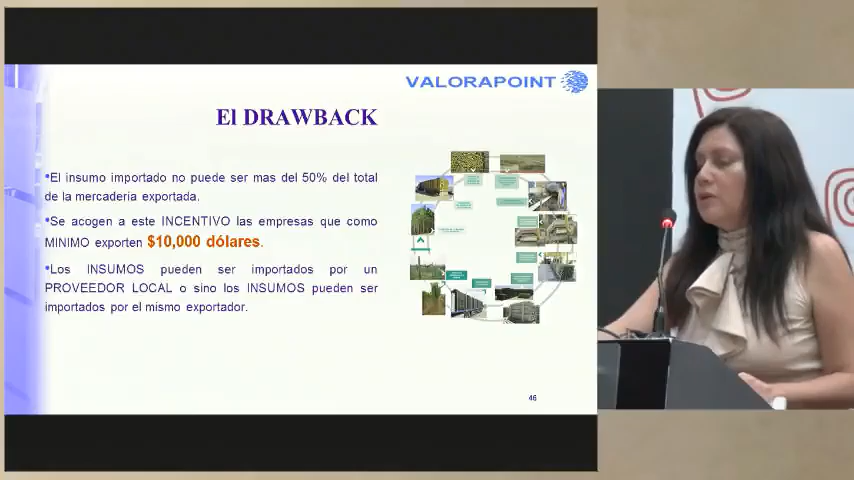 VALORAPOINT
El DRAWBACK
•El insumo importado no puede ser mas del 50% del total
de la mercadería exportada.
•Se acogen a este INCENTIVO las empresas que como
MINIMO exporten $10,000 dólares.
•Los INSUMOS pueden ser importados por un
PROVEEDOR LOCAL o sino los INSUMOS pueden ser
importados por el mismo exportador.
46